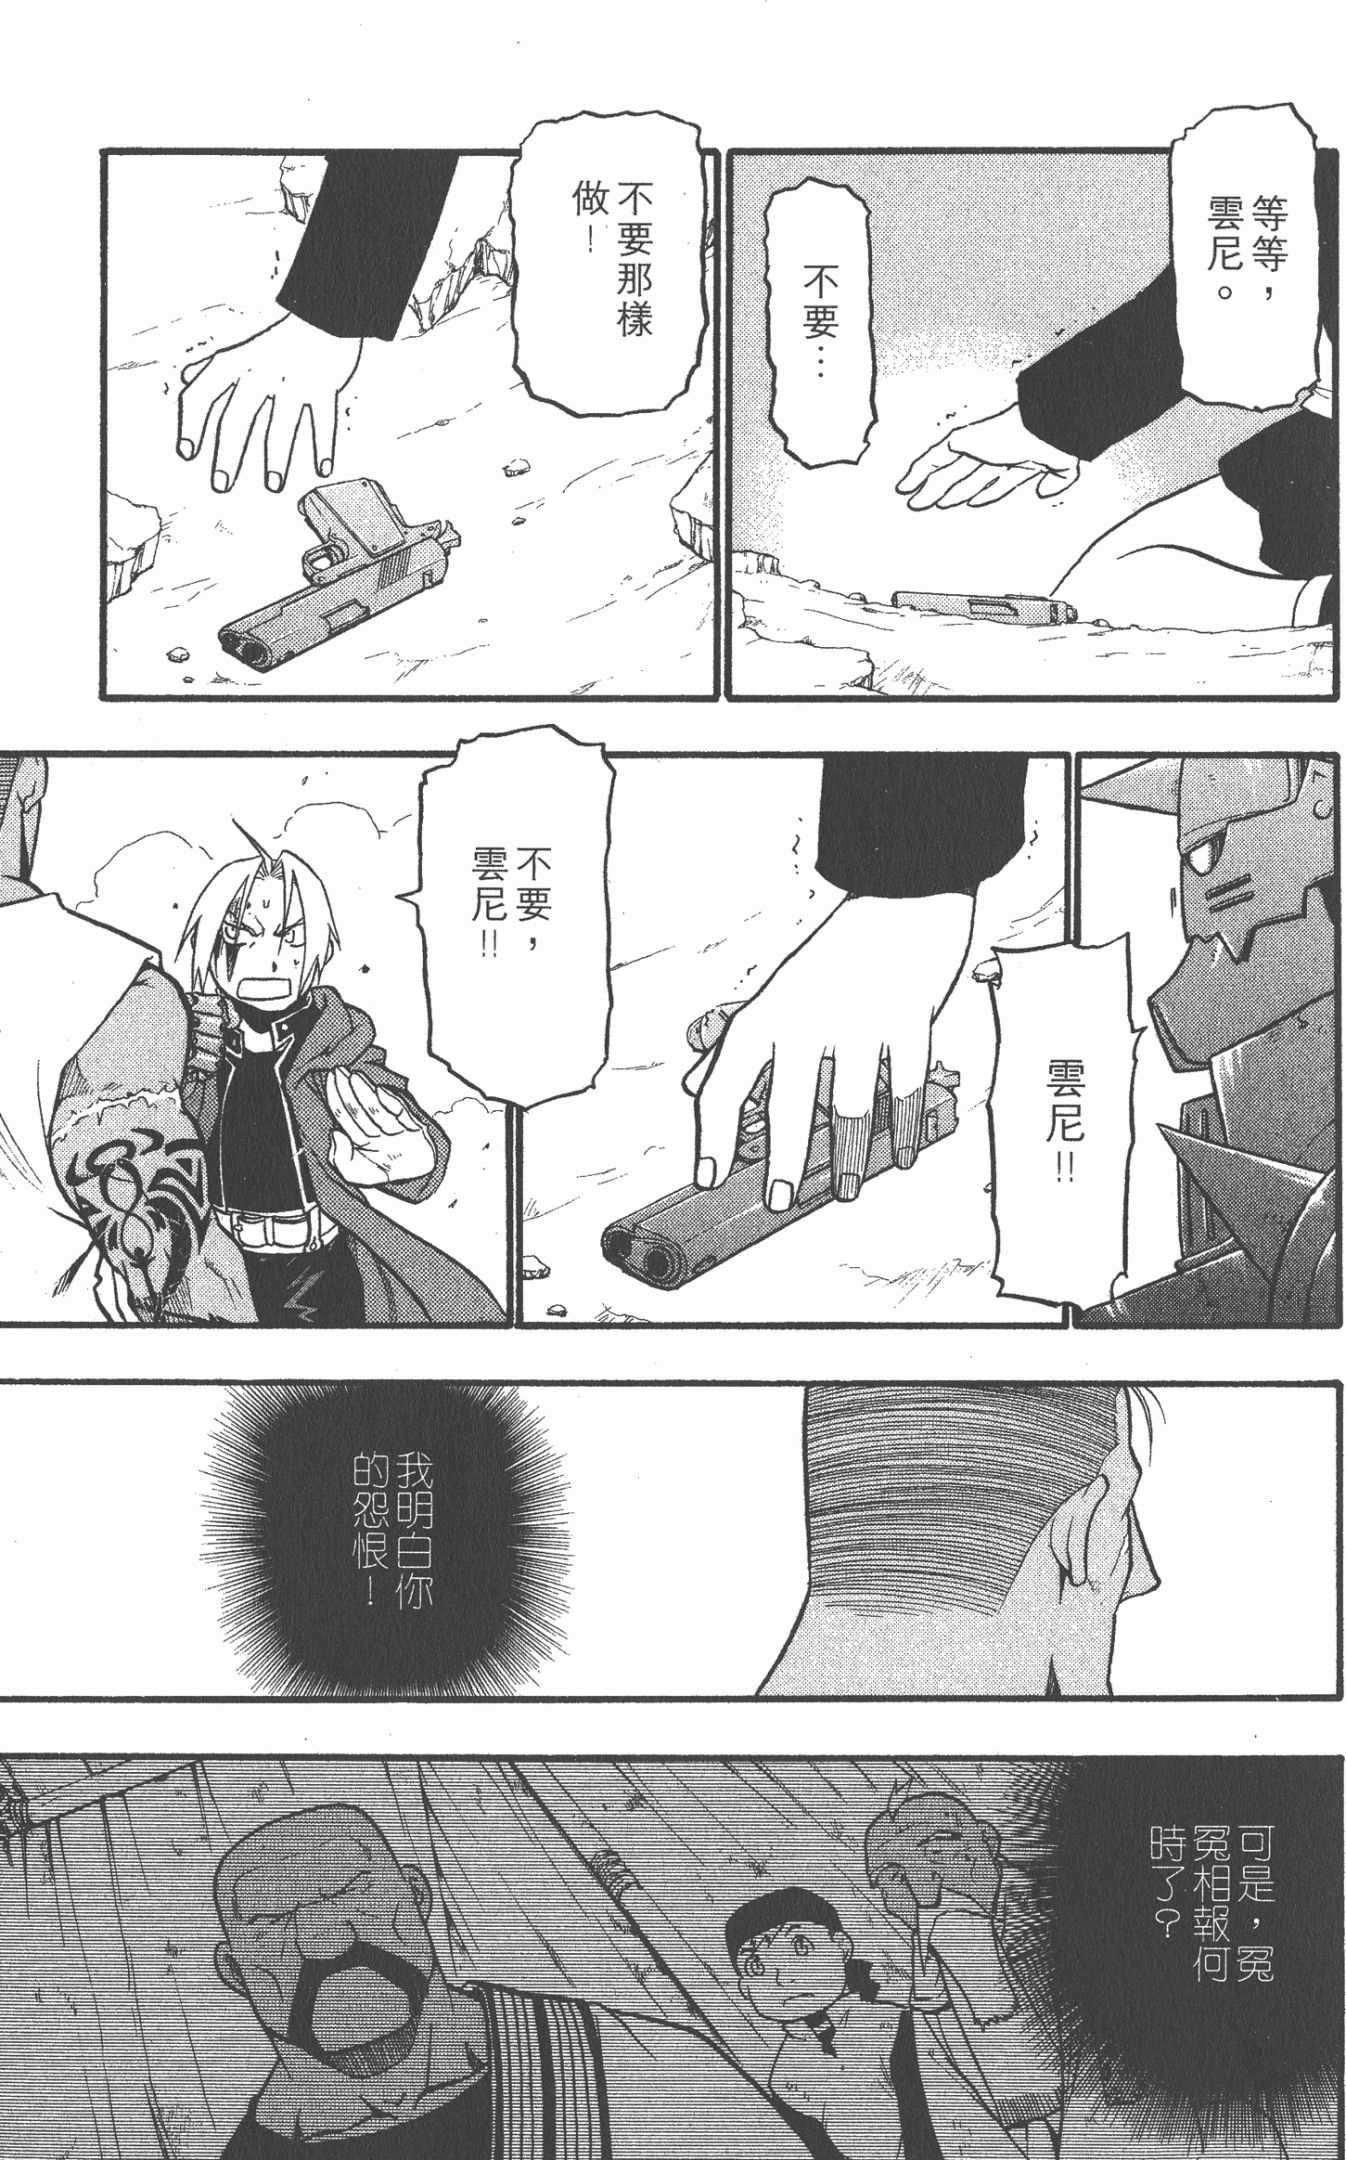 等等，
雲尼。
不要…
不要那樣
做！
雲尼!!
不要，
雲尼!!
我明白你
的怨恨！
可是，冤
冤相報何
時了？